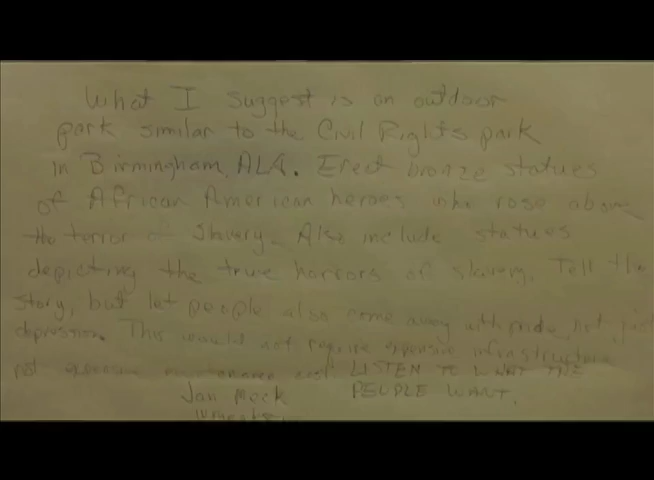 What I suggest is an outdoor
park similar to the Civil Rights park
in Birmingham, ALA. Erect bronze statues
of African American heroes who rose above
the terror of slavery. Also include statues
depicting the true horrors of slavery. Tell the
story, but let people also come away with pride, not just
depression. This would not require expensive infrastructure
not expensive maintenance cost LISTEN TO WHAT THE
PEOPLE WANT.
Jan Meck